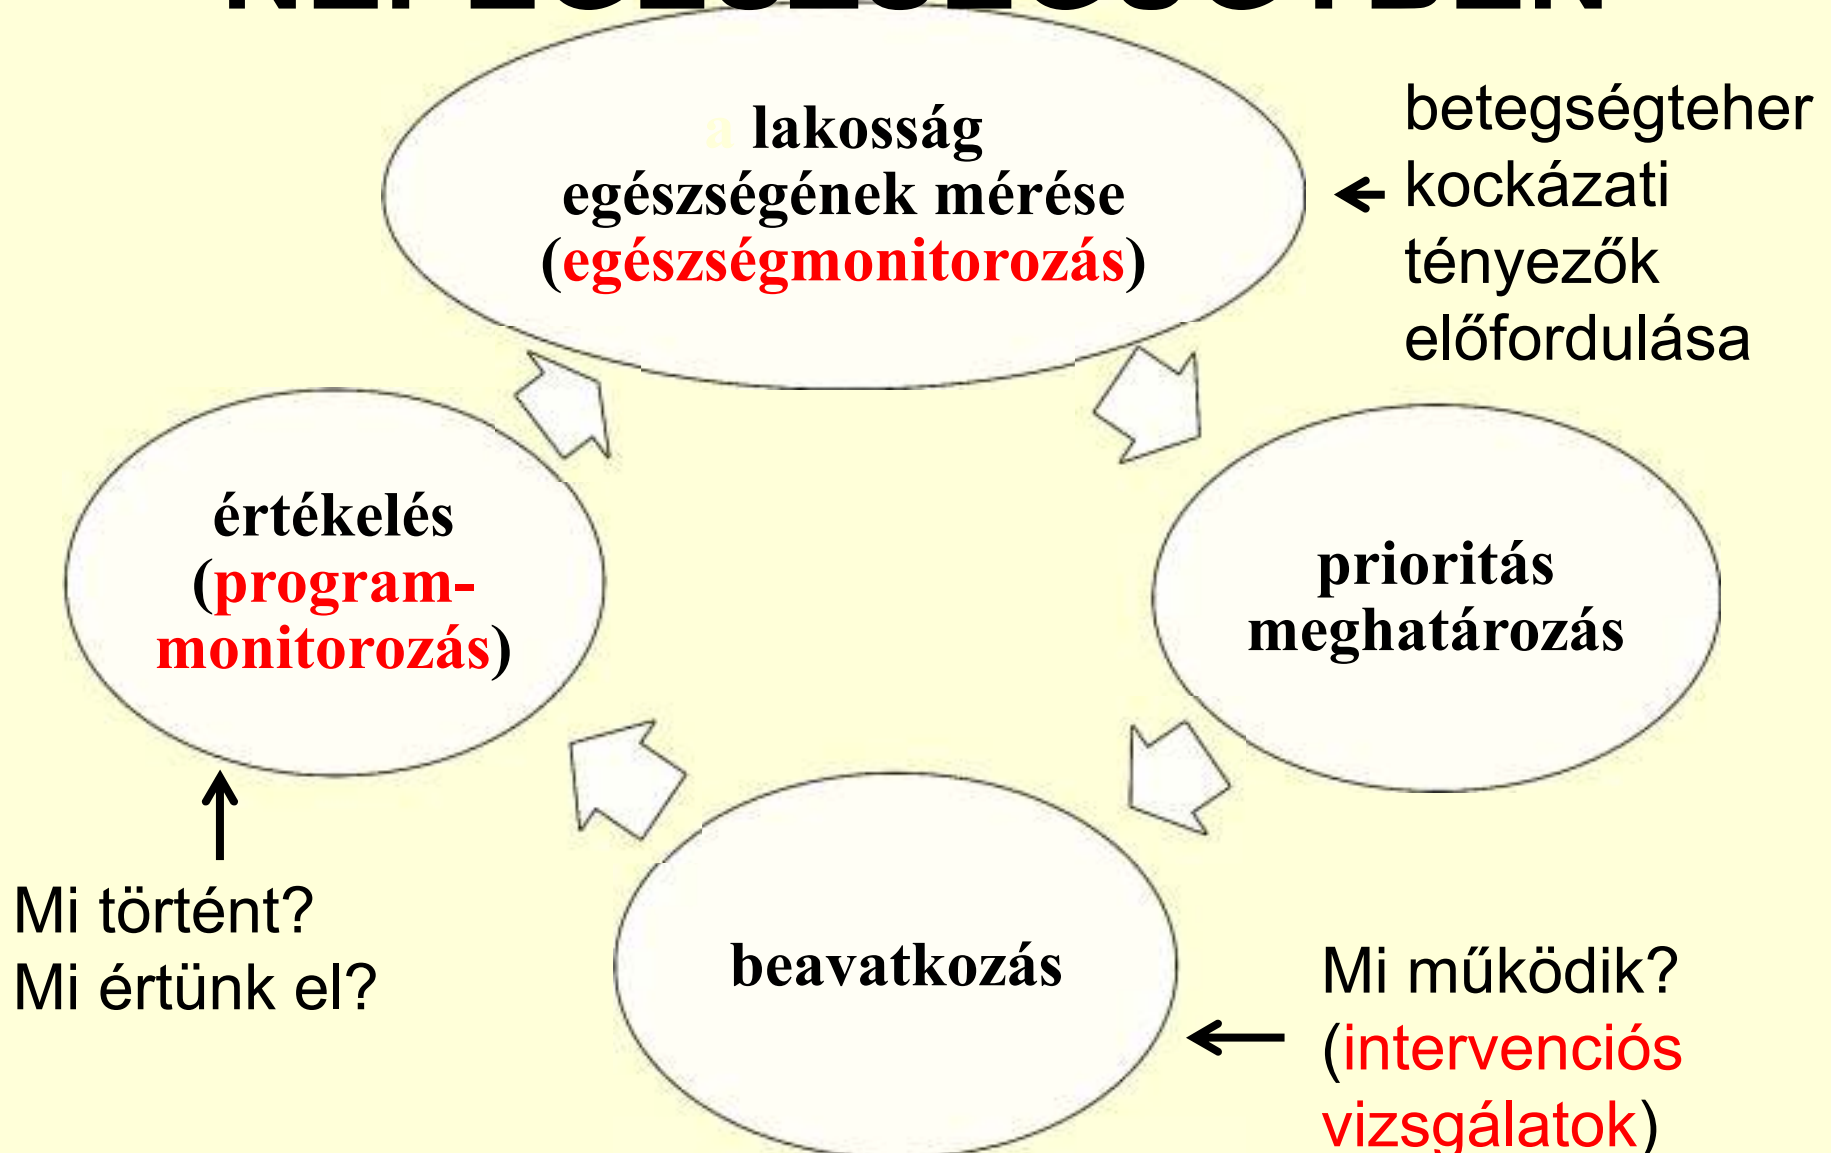 NÉPEGÉSZSÉGÜGYBEN
a lakosság
egészségének mérése
(egészségmonitorozás)
betegségteher
kockázati
tényezők
előfordulása
értékelés
(program-
monitorozás)
prioritás
meghatározás
Mi történt?
Mi értünk el?
beavatkozás
Mi működik?
(intervenciós
vizsgálatok)